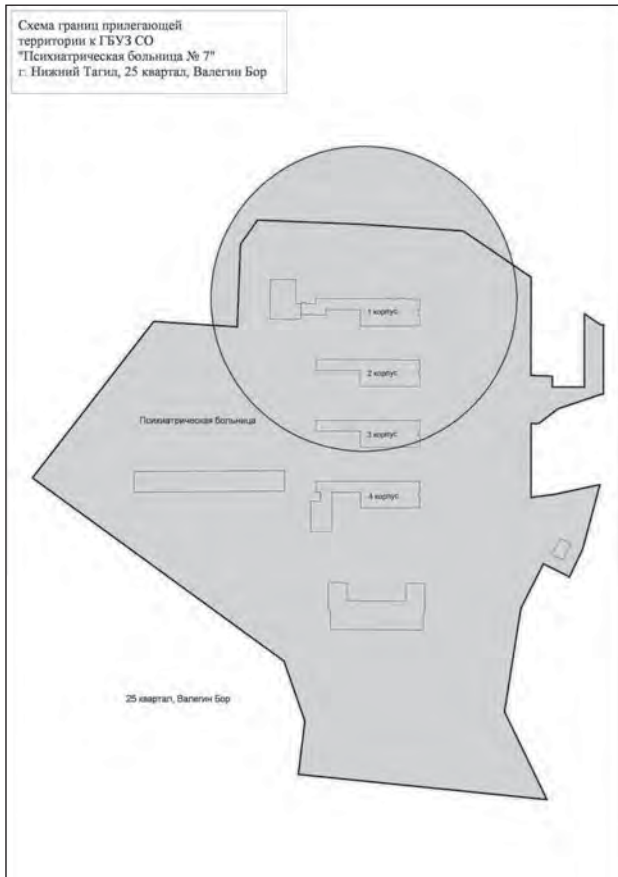 Схема границ прилегающей
территории к ГБУЗ СО
"Психиатрическая больница № 7"
г. Нижний Тагил, 25 квартал, Валегин Бор
1 корпус
2 корпус
Психиатрическая больница
3 корпус
4 корпус
25 квартал, Валегин Бор